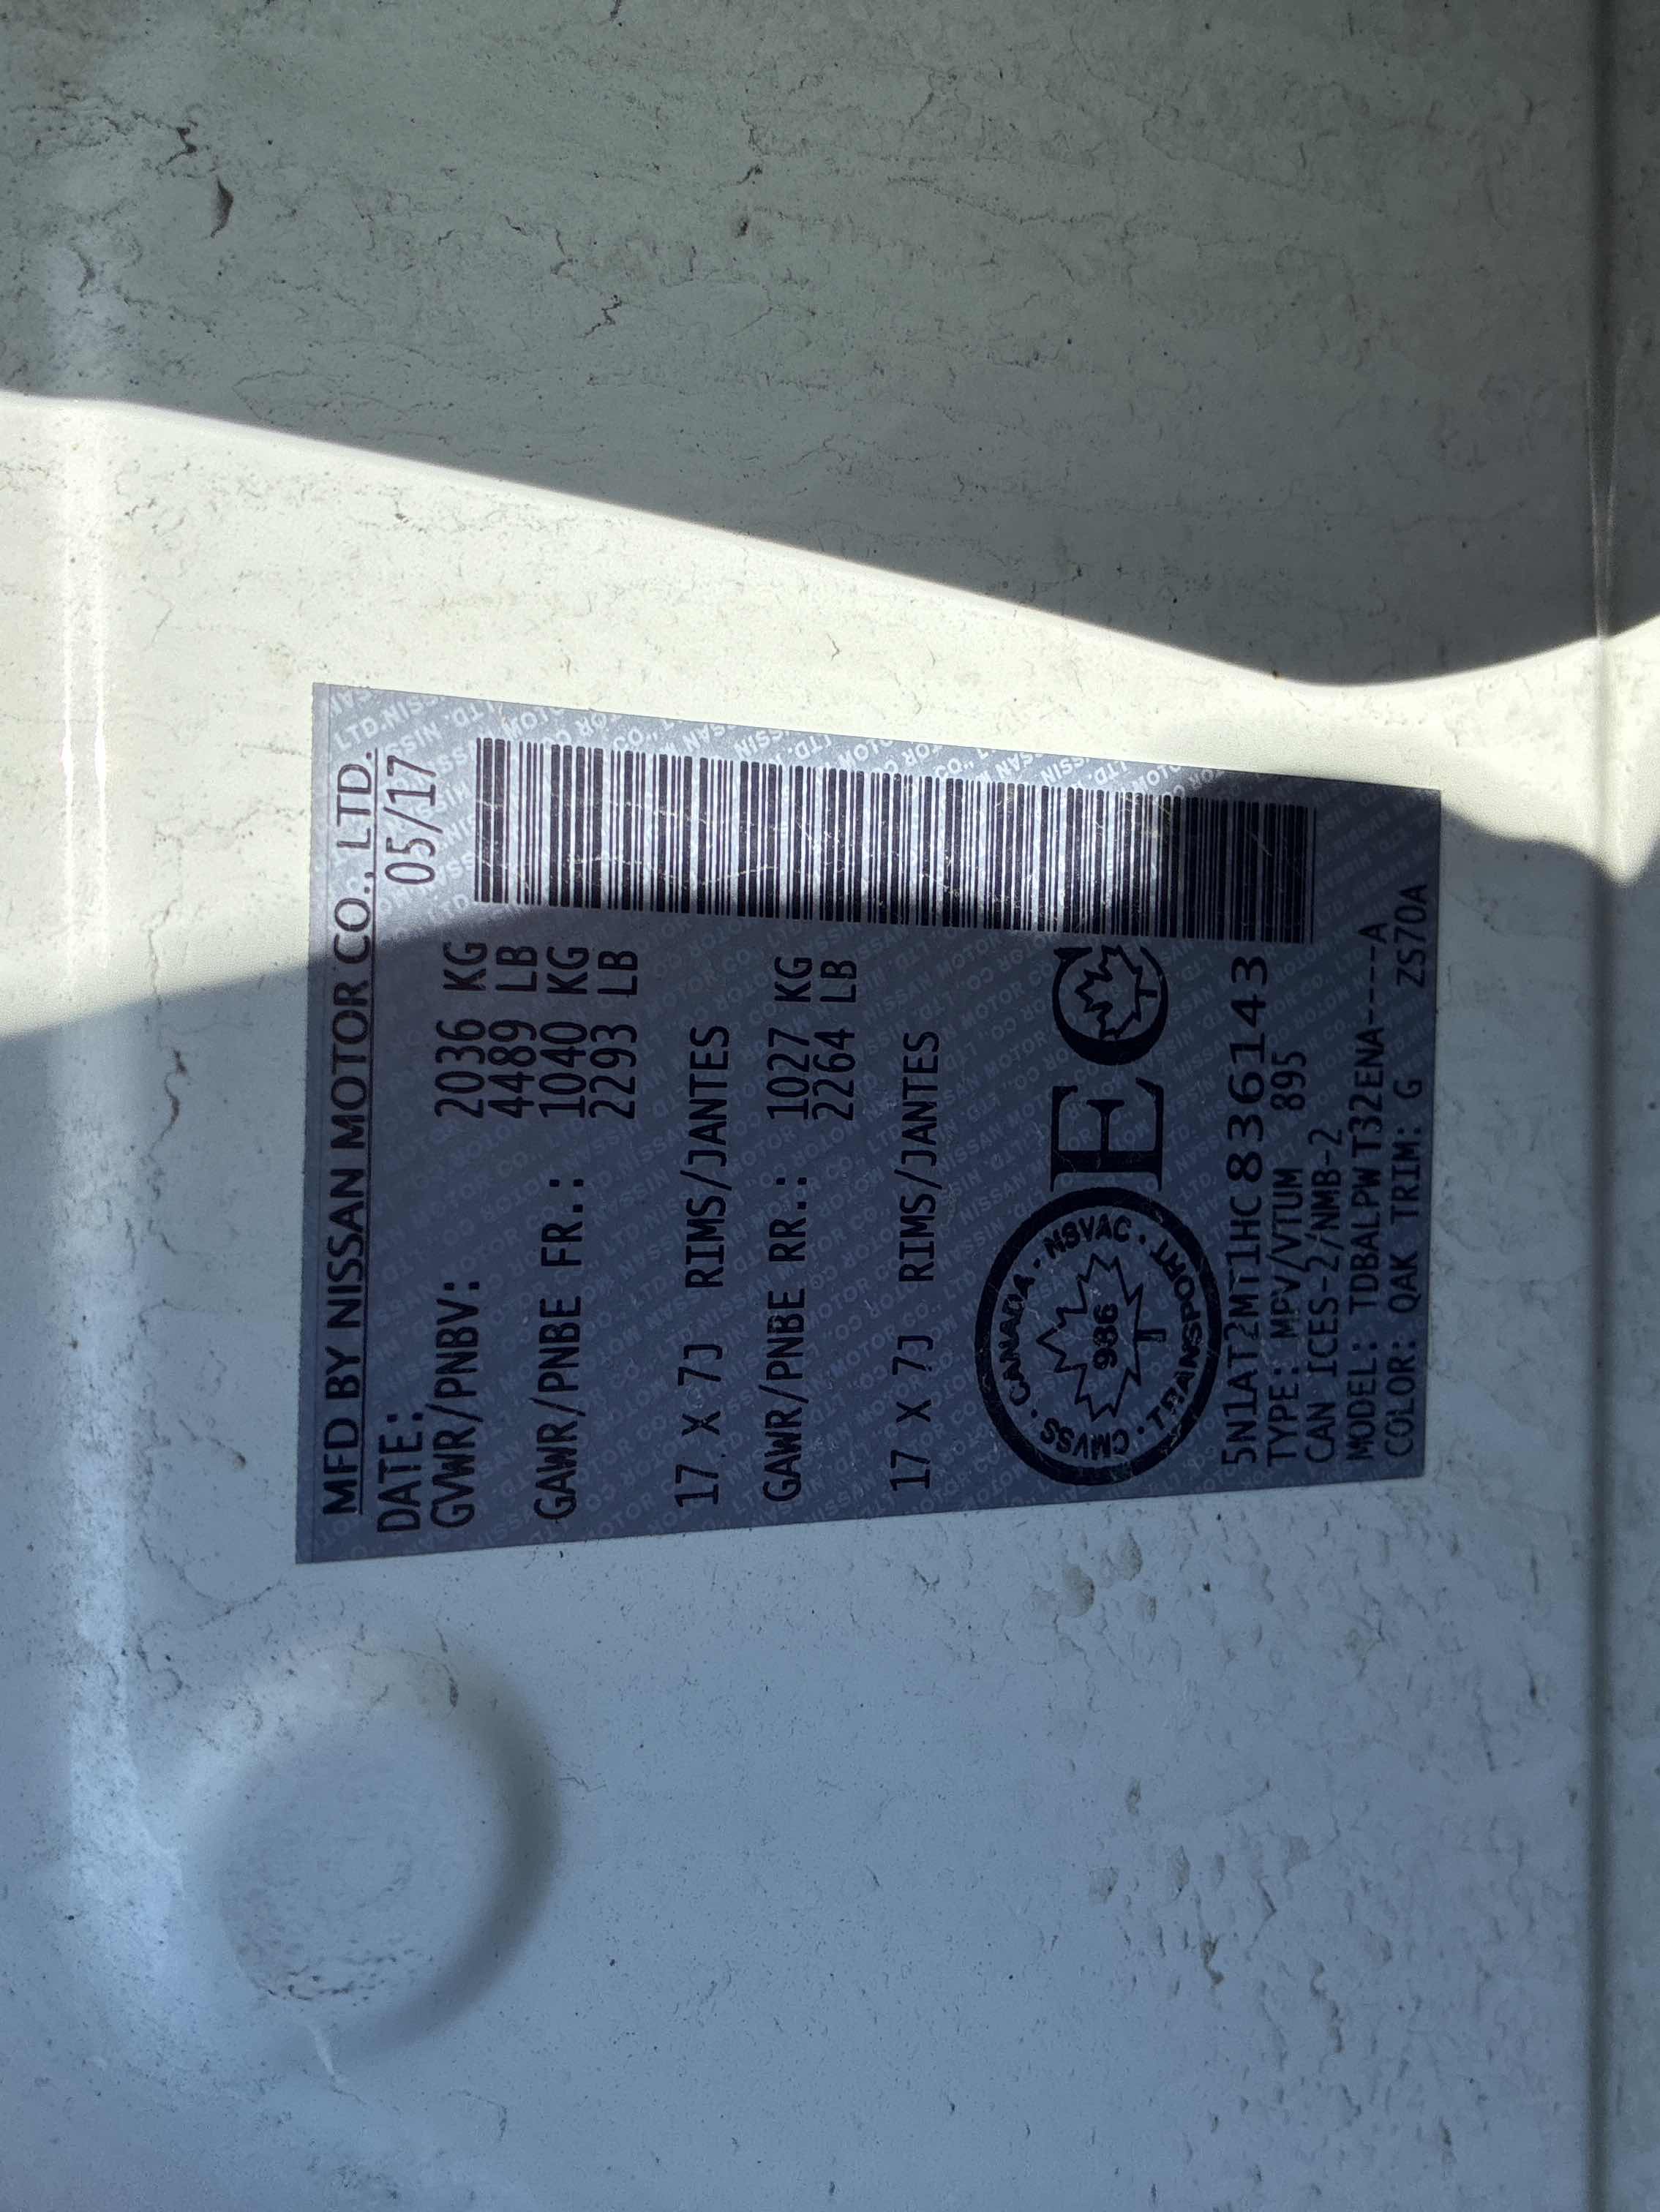 MFD BY NISSAN MOTOR CO., LTD.
DATE: 05/17
GVWR/PNBV: 2036 KG
4489 LB
GAWR/PNBE FR.: 1040 KG
2293 LB
17 X 7J RIMS/JANTES
GAWR/PNBE RR.: 1027 KG
2264 LB
17 X 7J RIMS/JANTES
CMVSS · CANADA · NSVAC · TRANSPORT ·
986
EC
5N1AT2MT1HC836143
TYPE: MPV/VTUM 895
CAN ICES-2/NMB-2
MODEL: TDBALPW T32ENA----A
COLOR: QAK TRIM: G ZS70A